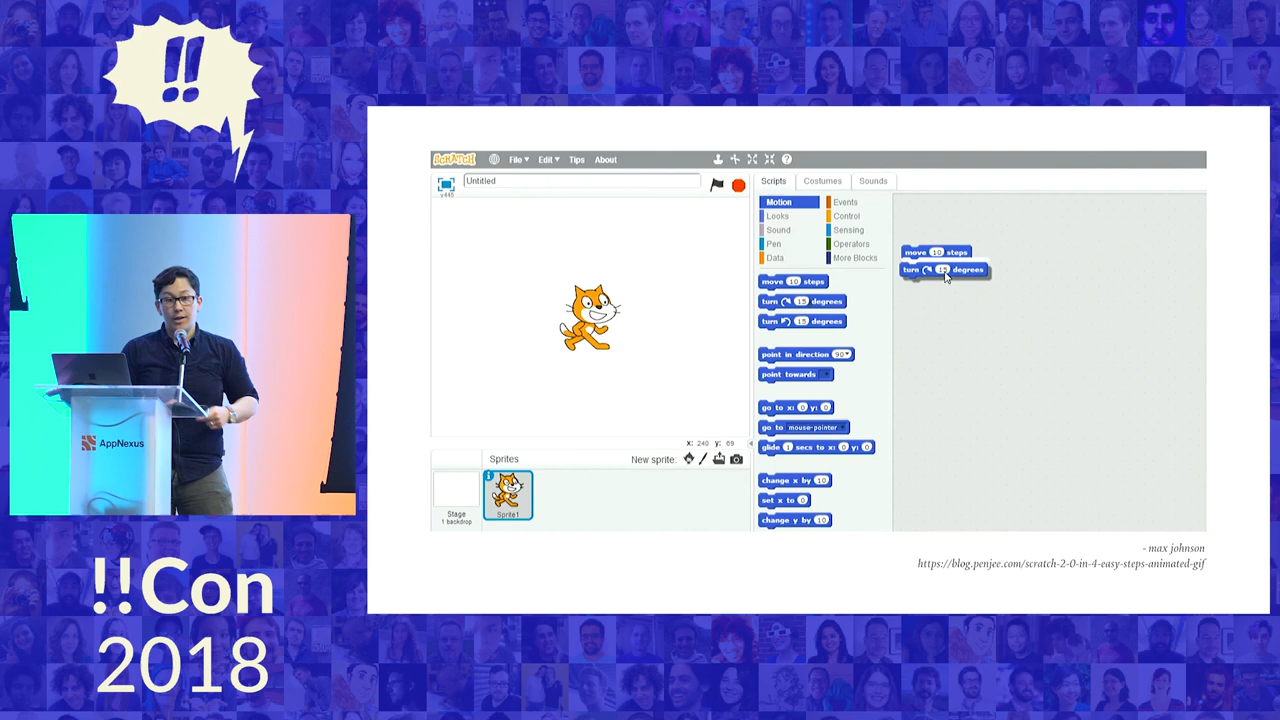 !!
AppNexus
!!Con
2018
SCRATCH File Edit Tips About
v445 Untitled
Scripts Costumes Sounds
Motion Events
Looks Control
Sound Sensing
Pen Operators
Data More Blocks
move 10 steps
turn 15 degrees
turn 15 degrees
point in direction 90
point towards
go to x: 0 y: 0
go to mouse-pointer
glide 1 secs to x: 0 y: 0
change x by 10
set x to 0
change y by 10
move 10 steps
turn 15 degrees
x: 240 y: 69
Sprites New sprite:
Stage
1 backdrop
Sprite1
- max johnson
https://blog.penjee.com/scratch-2-0-in-4-easy-steps-animated-gif